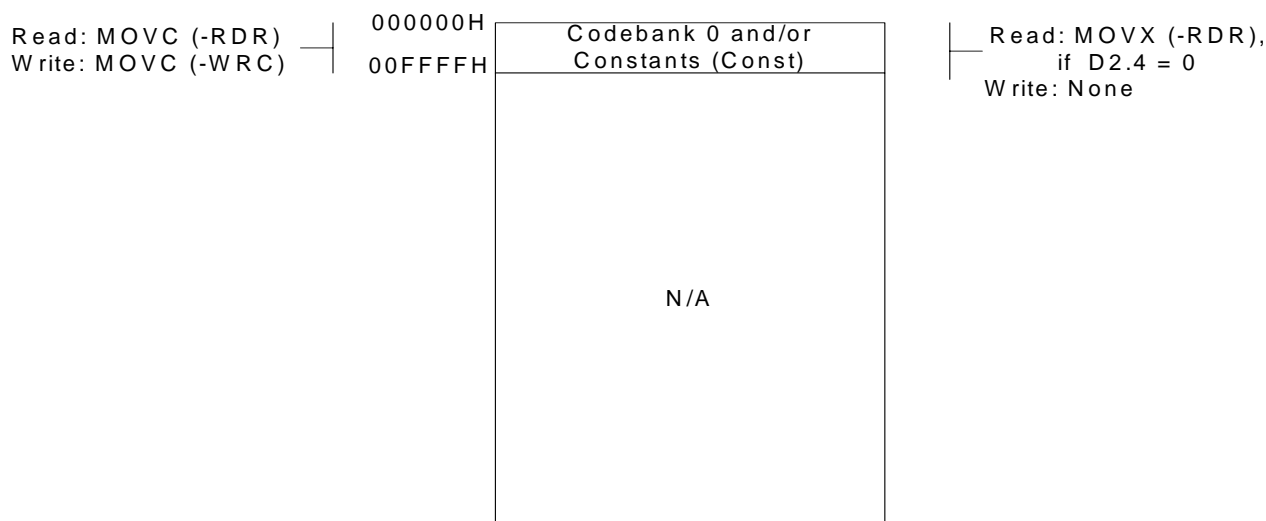 Read: MOVC (-RDR)
Write: MOVC (-WRC)
000000H
00FFFFH
Codebank 0 and/or
Constants (Const)
Read: MOVX (-RDR),
if D2.4 = 0
Write: None
N/A